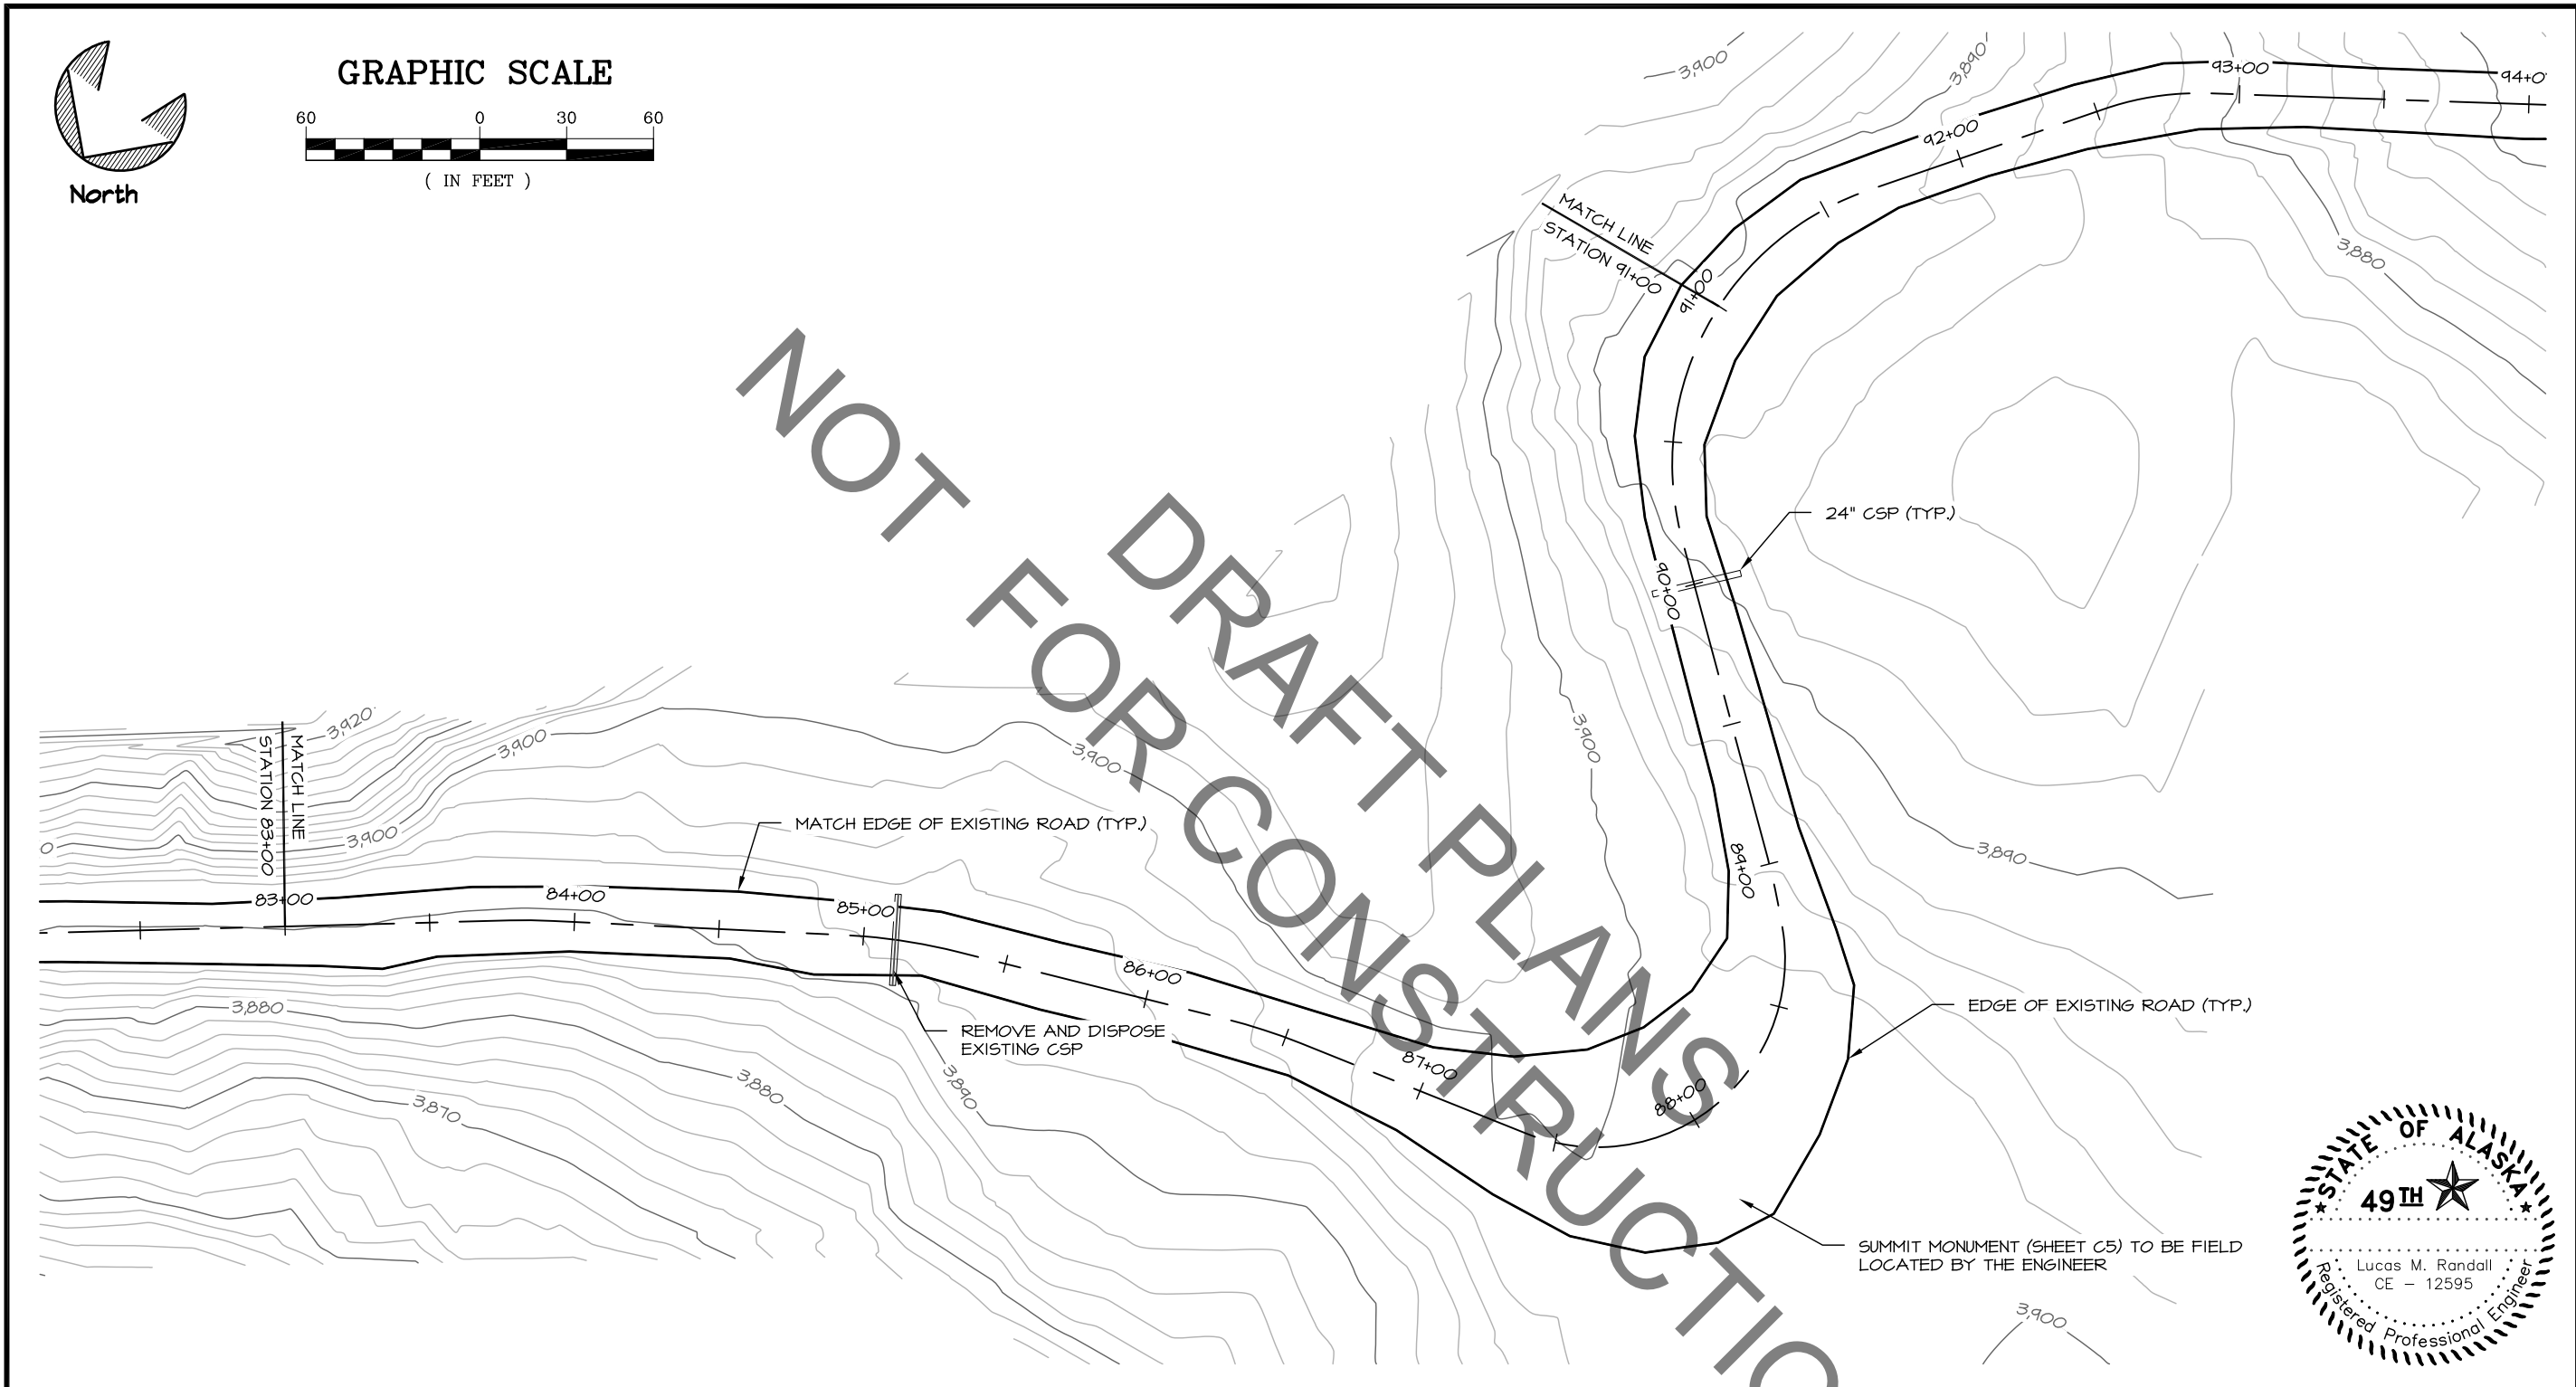 GRAPHIC SCALE
60 0 30 60
( IN FEET )
North
3,900
3,890
93+00
94+0
92+00
3,880
MATCH LINE
STATION 91+00
91+00
24" CSP (TYP.)
90+00
3,900
3,920
3,900
3,900
MATCH LINE
STATION 83+00
3,900
0
MATCH EDGE OF EXISTING ROAD (TYP.)
89+00
3,890
83+00
84+00
85+00
86+00
87+00
88+00
EDGE OF EXISTING ROAD (TYP.)
REMOVE AND DISPOSE
EXISTING CSP
3,880
3,880
3,890
3,870
SUMMIT MONUMENT (SHEET C5) TO BE FIELD
LOCATED BY THE ENGINEER
3,900
DRAFT PLANS
NOT FOR CONSTRUCTIO
STATE OF ALASKA
49TH
Lucas M. Randall
CE - 12595
Registered Professional Engineer